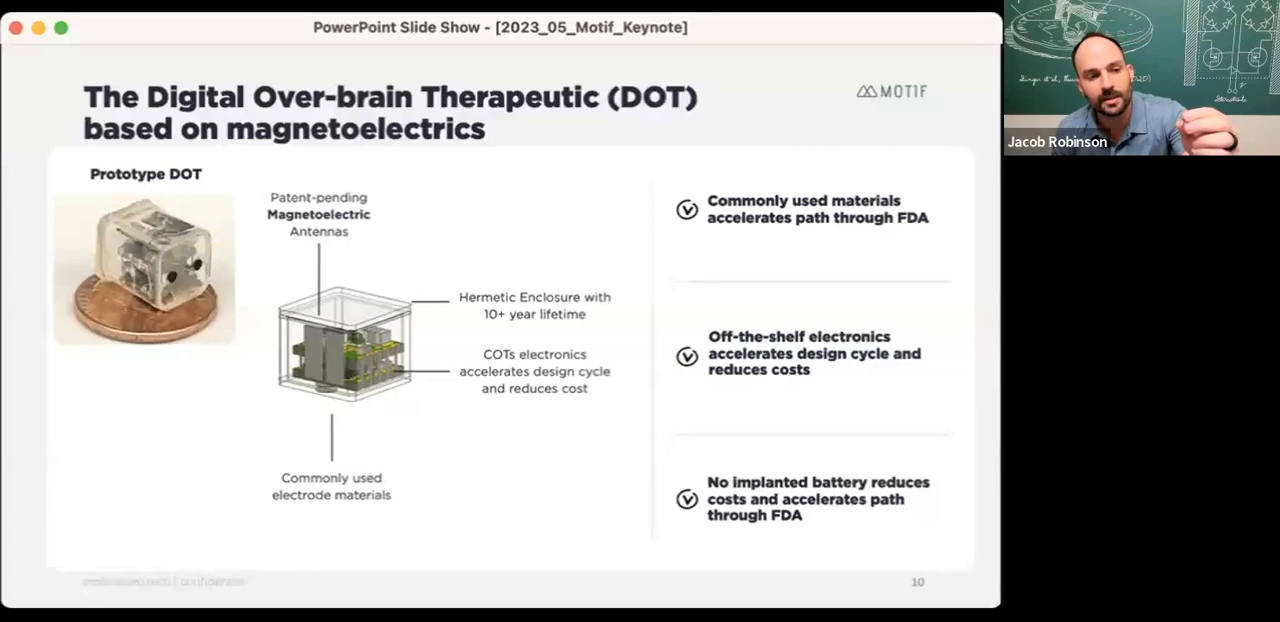 PowerPoint Slide Show - [2023_05_Motif_Keynote]
The Digital Over-brain Therapeutic (DOT)
based on magnetoelectrics
MOTIF
Prototype DOT
Patent-pending
Magnetoelectric
Antennas
Hermetic Enclosure with
10+ year lifetime
COTs electronics
accelerates design cycle
and reduces cost
Commonly used
electrode materials
Commonly used materials
accelerates path through FDA
Off-the-shelf electronics
accelerates design cycle and
reduces costs
No implanted battery reduces
costs and accelerates path
through FDA
confidential
10
Jacob Robinson